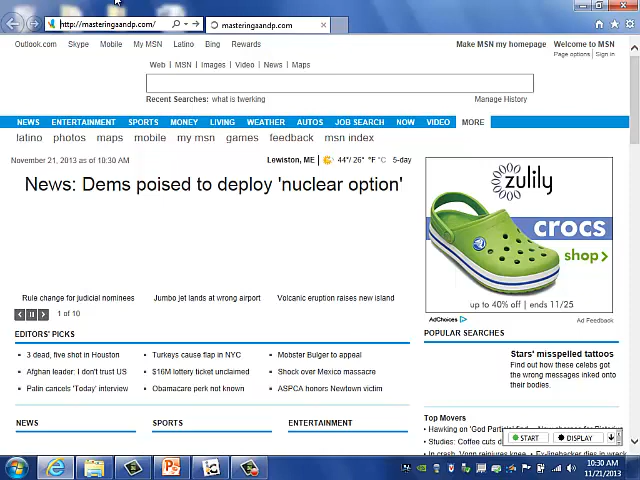 http://masteringaandp.com/
masteringaandp.com
Outlook.com Skype Mobile My MSN Latino Bing Rewards
Make MSN my homepage Welcome to MSN
Page options | Sign in
Web | MSN | Images | Video | News | Maps
Recent Searches: what is twerking Manage History
NEWS ENTERTAINMENT SPORTS MONEY LIVING WEATHER AUTOS JOB SEARCH NOW VIDEO MORE
latino photos maps mobile my msn games feedback msn index
November 21, 2013 as of 10:30 AM
Lewiston, ME 44°/ 26° °F °C 5-day
News: Dems poised to deploy 'nuclear option'
zulily
crocs
shop >
up to 40% off | ends 11/25
AdChoices
Ad Feedback
Rule change for judicial nominees Jumbo jet lands at wrong airport Volcanic eruption raises new island
1 of 10
EDITORS' PICKS
3 dead, five shot in Houston Turkeys cause flap in NYC Mobster Bulger to appeal
Afghan leader: I don't trust US $16M lottery ticket unclaimed Shock over Mexico massacre
Palin cancels 'Today' interview Obamacare perk not known ASPCA honors Newtown victim
POPULAR SEARCHES
Stars' misspelled tattoos
Find out how these celebs got
the wrong messages inked onto
their bodies.
NEWS SPORTS ENTERTAINMENT
Top Movers
Hawking on 'God Particle'
Studies: Coffee cuts
START DISPLAY
10:30 AM
11/21/2013